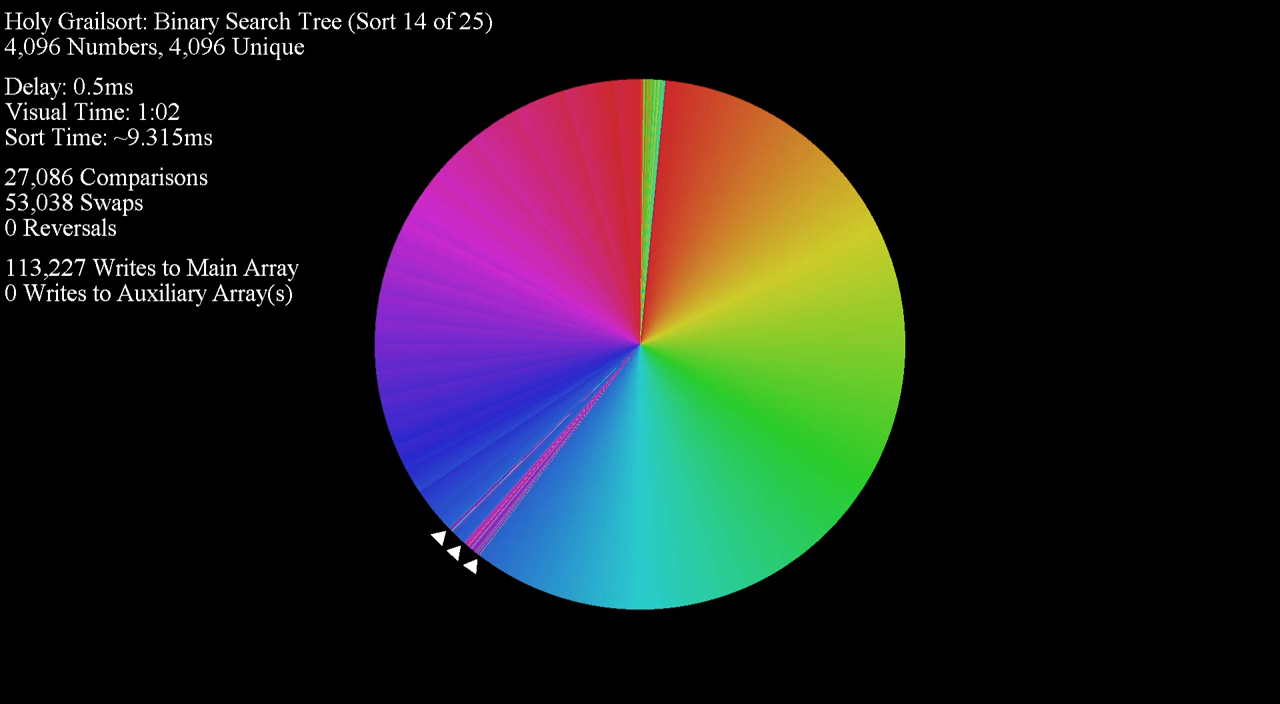 Holy Grailsort: Binary Search Tree (Sort 14 of 25)
4,096 Numbers, 4,096 Unique
Delay: 0.5ms
Visual Time: 1:02
Sort Time: ~9.315ms
27,086 Comparisons
53,038 Swaps
0 Reversals
113,227 Writes to Main Array
0 Writes to Auxiliary Array(s)